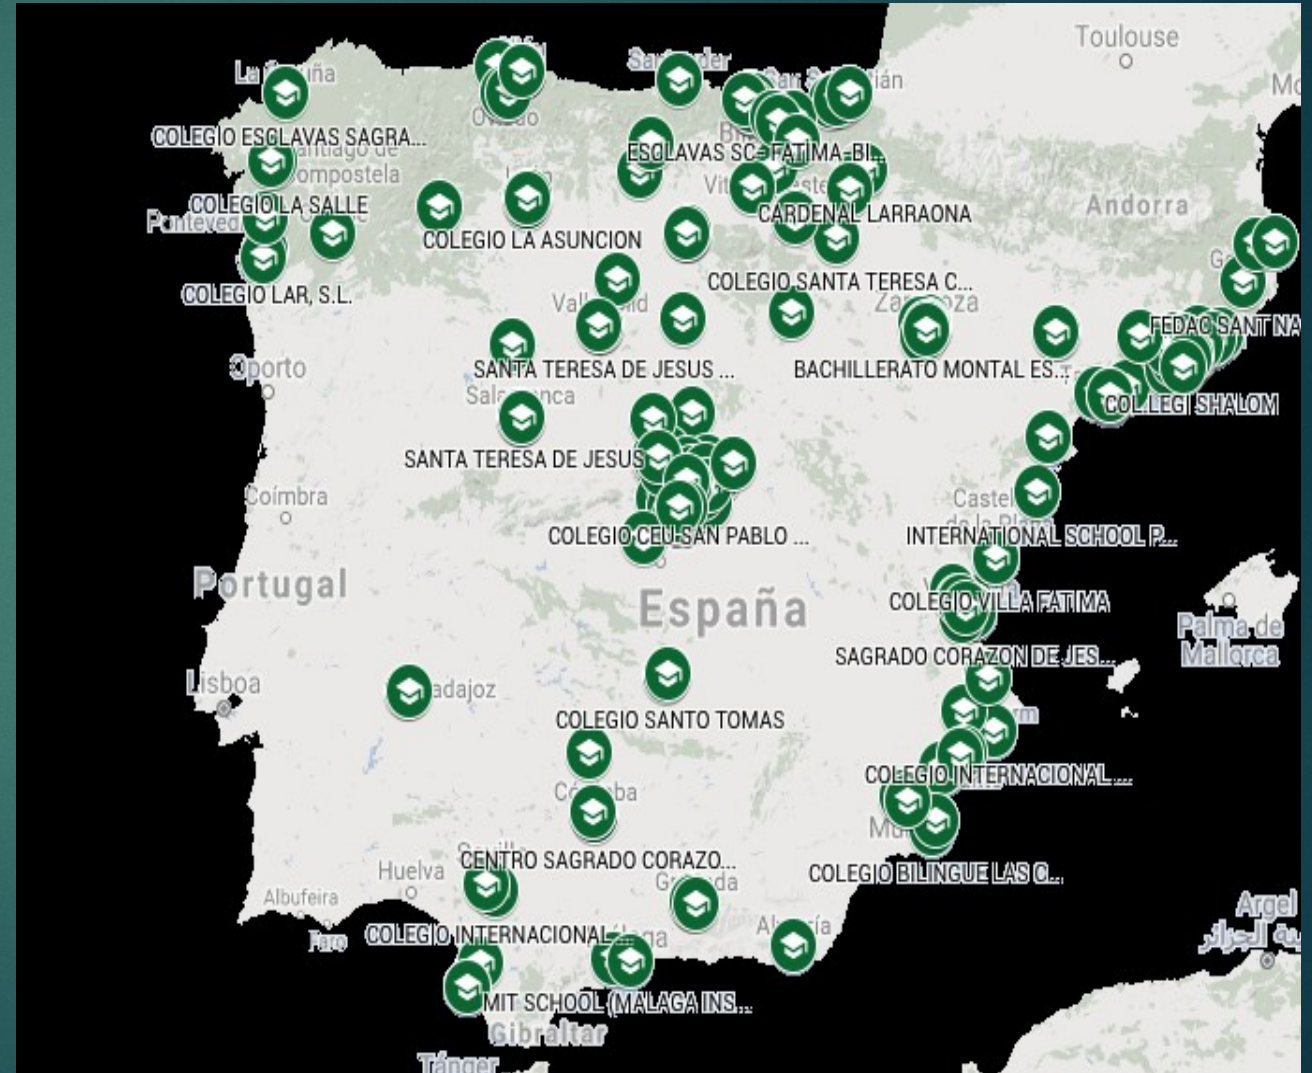 Toulouse
COLEGIO ESCLAVAS SAGRA...
ESCLAVAS SC-FATIMA-BI...
COLEGIO LA SALLE
CARDENAL LARRAONA
Andorra
COLEGIO LA ASUNCION
COLEGIO SANTA TERESA C...
COLEGIO LAR, S.L.
FEDAC SANT NA
Oporto
SANTA TERESA DE JESUS ...
BACHILLERATO MONTAL ES...
COL.LEGI SHALOM
SANTA TERESA DE JESUS
Coímbra
COLEGIO CEU SAN PABLO ...
INTERNATIONAL SCHOOL P...
Portugal
España
COLEGIO VILLA FATIMA
Palma de
Mallorca
SAGRADO CORAZON DE JES...
Lisboa
adajoz
COLEGIO SANTO TOMAS
COLEGIO INTERNACIONAL ...
CENTRO SAGRADO CORAZO...
COLEGIO BILINGUE LAS C...
Huelva
Albufeira
Faro
COLEGIO INTERNACIONAL...
Argel
MIT SCHOOL (MALAGA INS...
Gibraltar
Tánger